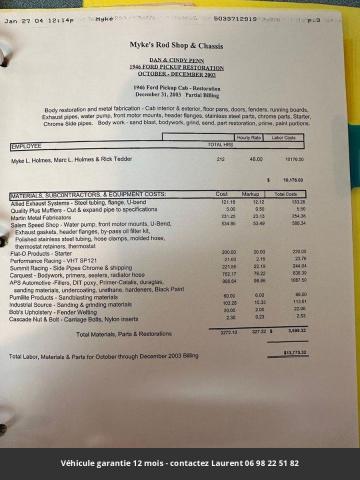 Jan 27 04 12:14p Myke 5033712919 p.3
Myke's Rod Shop & Chassis
DAN & CINDY PENN
1946 FORD PICKUP RESTORATION
OCTOBER - DECEMBER 2003
1946 Ford Pickup Cab - Restoration
December 31, 2003 Partial Billing
Body restoration and metal fabrication - Cab interior & exterior, floor pans, doors, fenders, running boards,
Exhaust pipes, water pump, front motor mounts, header flanges, stainless steel parts, chrome parts, Starter,
Chrome Side pipes. Body work - sand blast, bodywork, grind, sand, part restoration, prime, paint portions.
Hourly Rate Labor Costs
EMPLOYEE TOTAL HRS
Myke L. Holmes, Marc L. Holmes & Rick Tedder 212 48.00 10176.00
$ 10,176.00
MATERIALS, SUBCONTRACTORS, & EQUIPMENT COSTS: Cost Markup Total Costs
Allied Exhaust Systems - Steel tubing, flange, U-bend 121.16 12.12 133.28
Quality Plus Mufflers - Cut & expand pipe to specifications 5.00 0.50 5.50
Martin Metal Fabricators 231.25 23.13 254.38
Salem Speed Shop - Water pump, front motor mounts, U-Bend, 534.85 53.49 588.34
Exhaust gaskets, header flanges, by-pass oil filter kit,
Polished stainless steel tubing, hose clamps, molded hose,
thermostat retainers, thermostat
Flat-O Products - Starter 200.00 20.00 220.00
Performance Racing - VHT SP121 21.60 2.16 23.76
Summit Racing - Side Pipes Chrome & shipping 221.86 22.19 244.04
Carquest - Bodywork, primers, sealers, radiator hose 762.17 76.22 838.39
APS Automotive -Fillers, DIT poxy, Primer-Catalix, duraglas, 988.64 98.86 1087.50
sanding materials, undercoating, urethane, hardeners, Black Paint
Pumilite Products - Sandblasting materials 60.00 6.00 66.00
Industrial Source - Sanding & grinding materials 103.28 10.33 113.61
Bob's Upholstery - Fender Welting 20.00 2.00 22.00
Cascade Nut & Bolt - Carriage Bolts, Nylon inserts 2.30 0.23 2.53
Total Materials, Parts & Restorations 3272.10 327.22 $ 3,599.32
Total Labor, Materials & Parts for October through December 2003 Billing $13,775.32
Véhicule garantie 12 mois - contactez Laurent 06 98 22 51 82